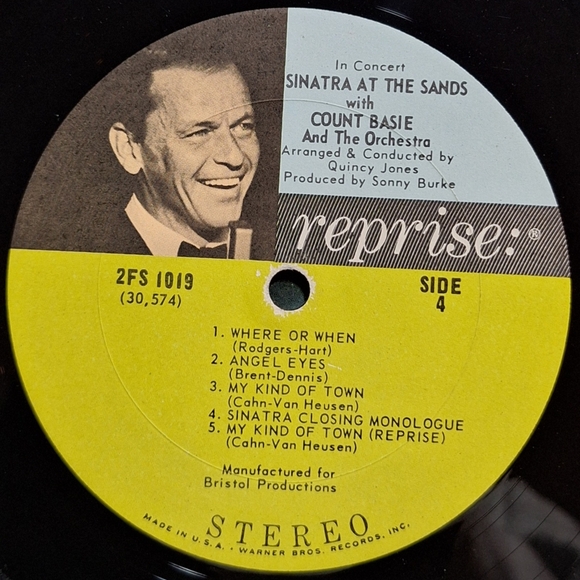 In Concert
SINATRA AT THE SANDS
with
COUNT BASIE
And The Orchestra
Arranged & Conducted by
Quincy Jones
Produced by Sonny Burke
reprise:®
2FS 1019
(30,574)
SIDE
4
1. WHERE OR WHEN
(Rodgers-Hart)
2. ANGEL EYES
(Brent-Dennis)
3. MY KIND OF TOWN
(Cahn-Van Heusen)
4. SINATRA CLOSING MONOLOGUE
5. MY KIND OF TOWN (REPRISE)
(Cahn-Van Heusen)
Manufactured for
Bristol Productions
STEREO
MADE IN U.S.A. • WARNER BROS. RECORDS, INC.